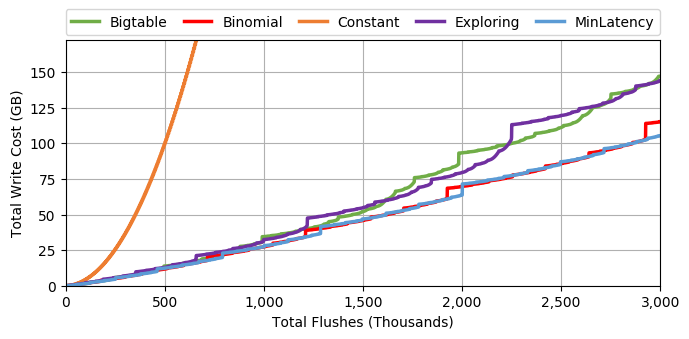 Bigtable Binomial Constant Exploring MinLatency
Total Write Cost (GB)
150
125
100
75
50
25
0
0 500 1,000 1,500 2,000 2,500 3,000
Total Flushes (Thousands)